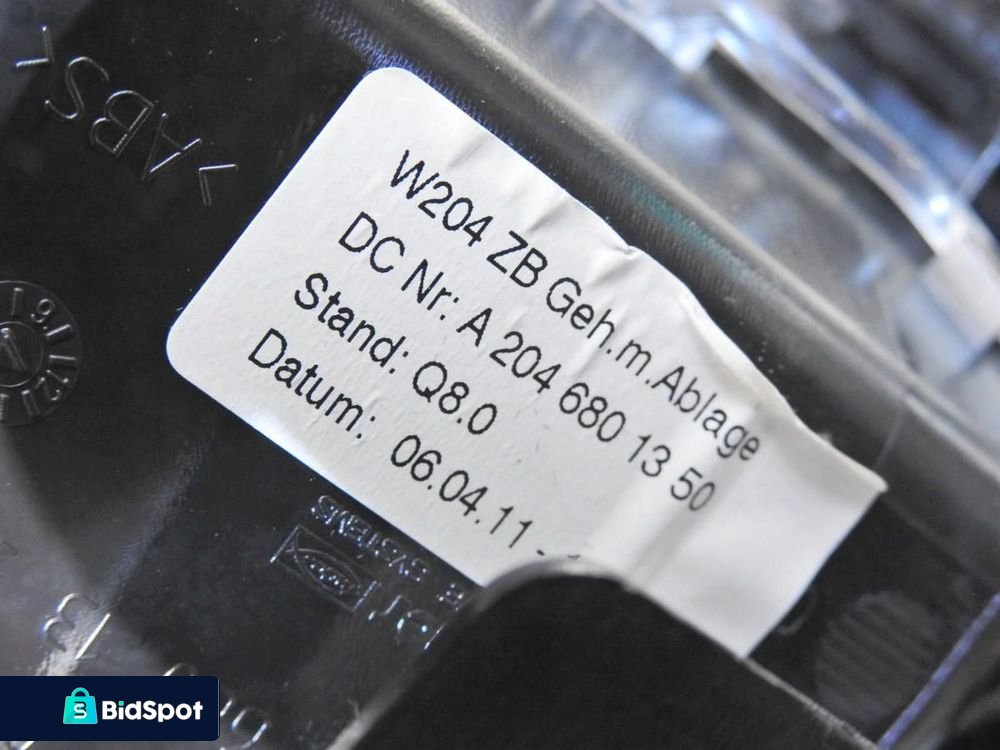 >ABS<
W204 ZB Geh.m.Ablage
DC Nr: A 204 680 13 50
Stand: Q8.0
Datum: 06.04.11 -
SYSTEMS
BidSpot